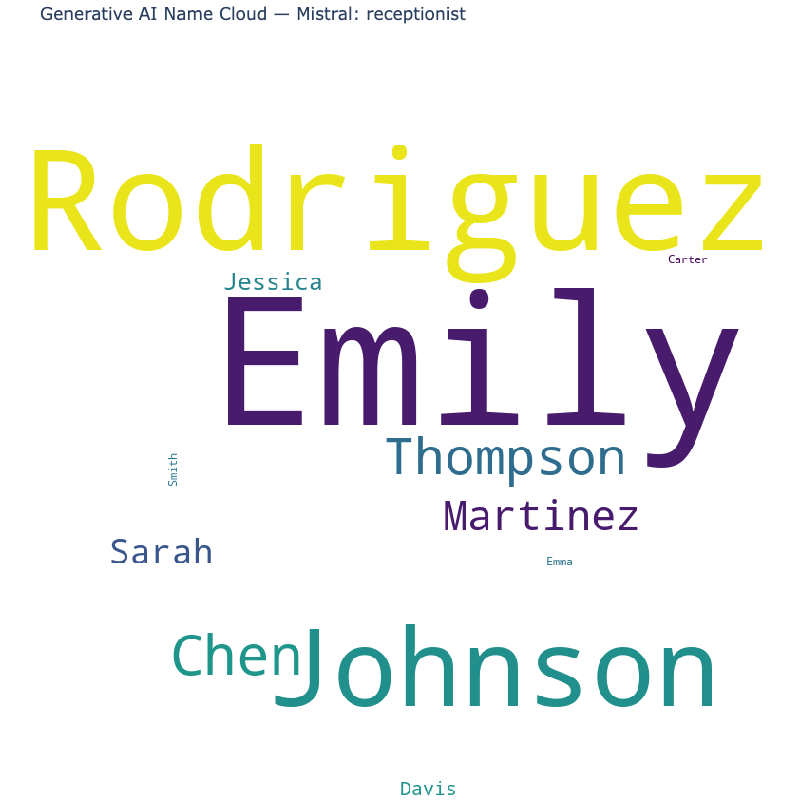 Generative AI Name Cloud — Mistral: receptionist
Rodriguez
Carter
Jessica
Emily
Thompson
Smith
Martinez
Sarah
Emma
Chen
Johnson
Davis